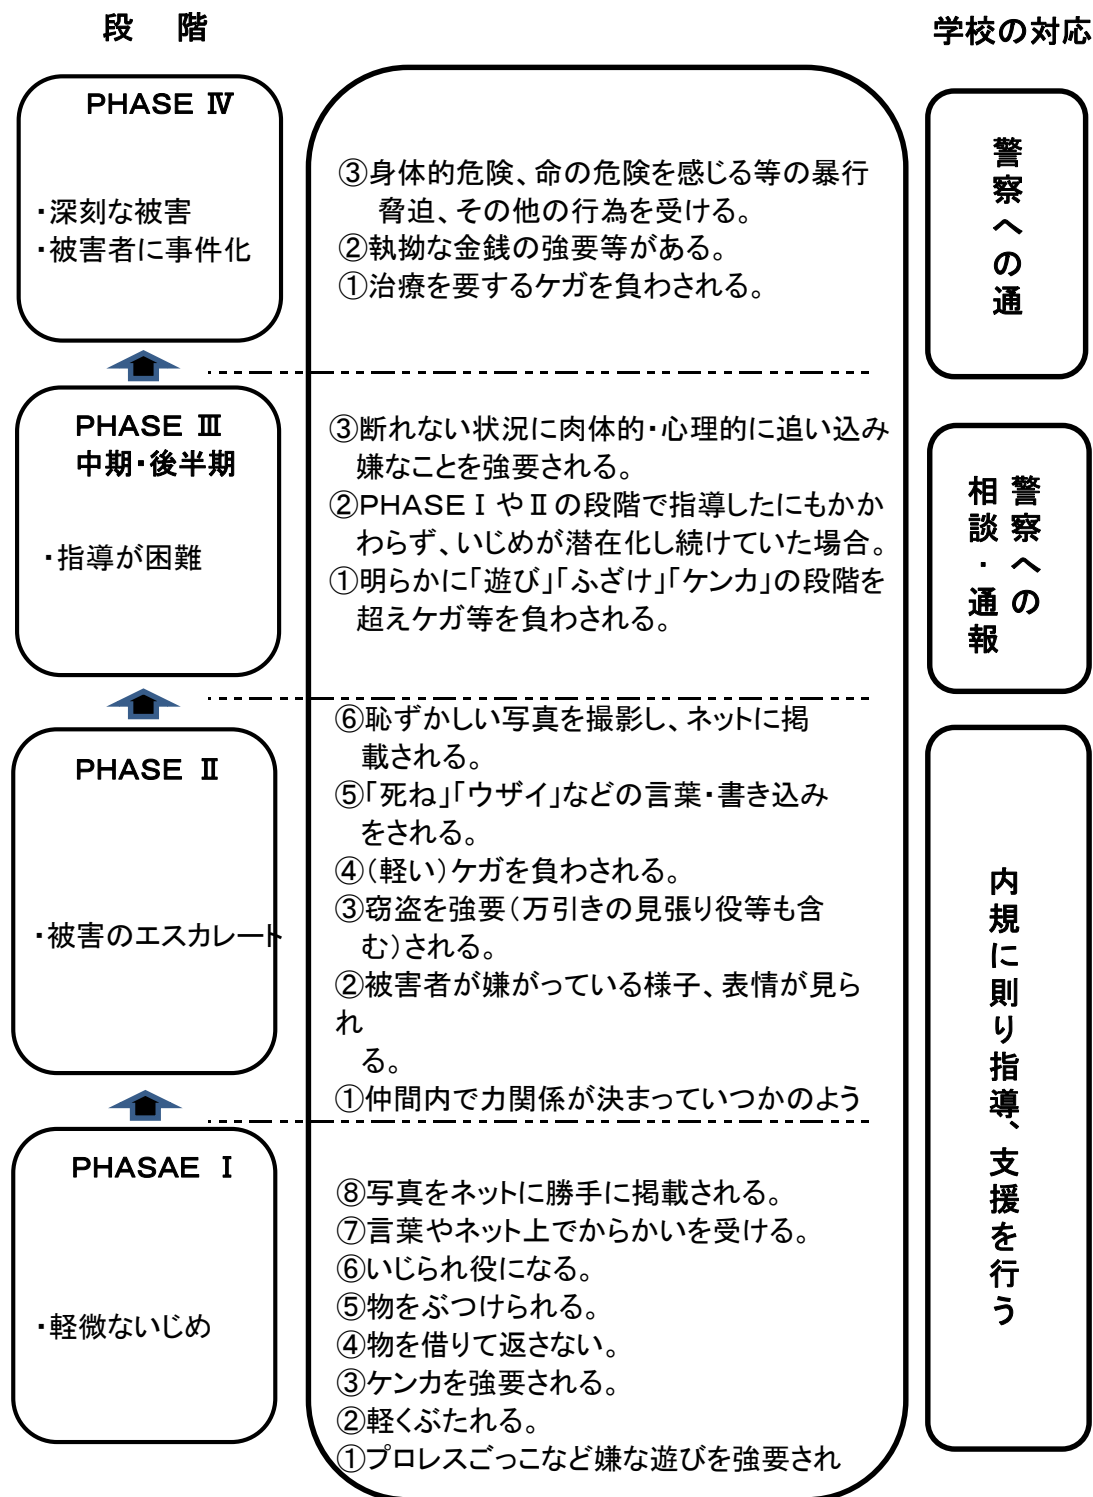 段　階
学校の対応
PHASE Ⅳ
・深刻な被害
・被害者に事件化
③身体的危険、命の危険を感じる等の暴行
脅迫、その他の行為を受ける。
②執拗な金銭の強要等がある。
①治療を要するケガを負わされる。
警察への通
PHASE Ⅲ
中期・後半期
・指導が困難
③断れない状況に肉体的・心理的に追い込み
嫌なことを強要される。
②PHASEⅠやⅡの段階で指導したにもかか
わらず、いじめが潜在化し続けていた場合。
①明らかに「遊び」「ふざけ」「ケンカ」の段階を
超えケガ等を負わされる。
警察への
相談・通報
PHASE Ⅱ
・被害のエスカレート
⑥恥ずかしい写真を撮影し、ネットに掲
載される。
⑤「死ね」「ウザイ」などの言葉・書き込み
をされる。
④（軽い）ケガを負わされる。
③窃盗を強要（万引きの見張り役等も含
む）される。
②被害者が嫌がっている様子、表情が見ら
れ
る。
①仲間内で力関係が決まっていつかのよう
PHASAE Ⅰ
・軽微ないじめ
⑧写真をネットに勝手に掲載される。
⑦言葉やネット上でからかいを受ける。
⑥いじられ役になる。
⑤物をぶつけられる。
④物を借りて返さない。
③ケンカを強要される。
②軽くぶたれる。
①プロレスごっこなど嫌な遊びを強要され
内規に則り指導、支援を行う